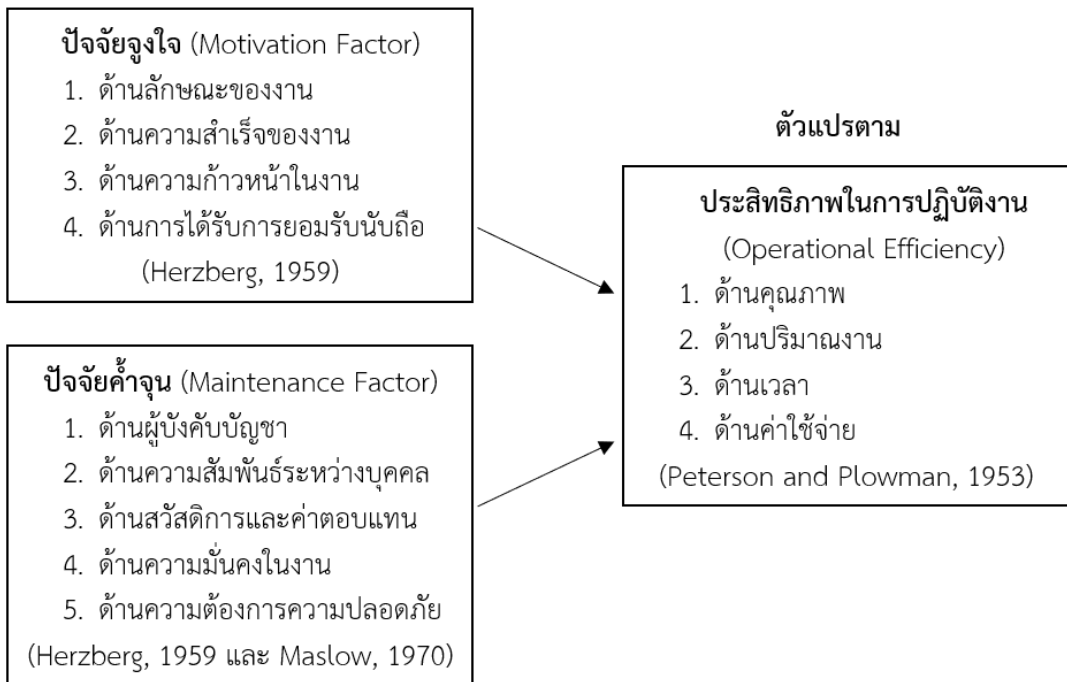 ปัจจัยจูงใจ (Motivation Factor)
1. ด้านลักษณะของงาน
2. ด้านความสำเร็จของงาน
3. ด้านความก้าวหน้าในงาน
4. ด้านการได้รับการยอมรับนับถือ
(Herzberg, 1959)
ปัจจัยค้ำจุน (Maintenance Factor)
1. ด้านผู้บังคับบัญชา
2. ด้านความสัมพันธ์ระหว่างบุคคล
3. ด้านสวัสดิการและค่าตอบแทน
4. ด้านความมั่นคงในงาน
5. ด้านความต้องการความปลอดภัย
(Herzberg, 1959 และ Maslow, 1970)
ตัวแปรตาม
ประสิทธิภาพในการปฏิบัติงาน
(Operational Efficiency)
1. ด้านคุณภาพ
2. ด้านปริมาณงาน
3. ด้านเวลา
4. ด้านค่าใช้จ่าย
(Peterson and Plowman, 1953)